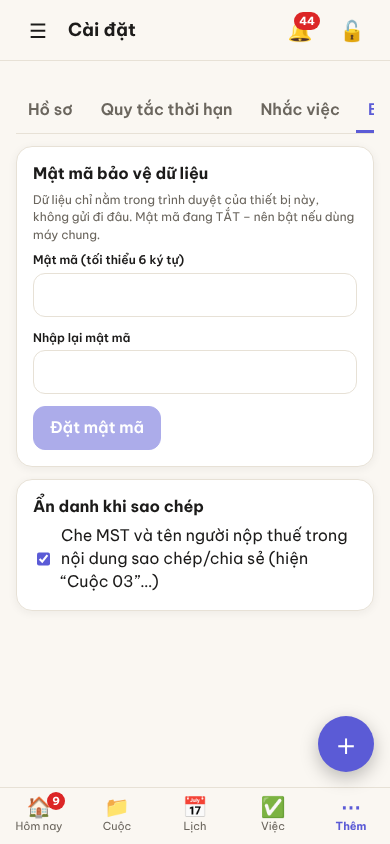 ☰ Cài đặt 44
Hồ sơ Quy tắc thời hạn Nhắc việc
Mật mã bảo vệ dữ liệu
Dữ liệu chỉ nằm trong trình duyệt của thiết bị này,
không gửi đi đâu. Mật mã đang TẮT – nên bật nếu dùng
máy chung.
Mật mã (tối thiểu 6 ký tự)
Nhập lại mật mã
Đặt mật mã
Ẩn danh khi sao chép
Che MST và tên người nộp thuế trong
nội dung sao chép/chia sẻ (hiện
“Cuộc 03”…)
+
9
Hôm nay Cuộc Lịch Việc Thêm